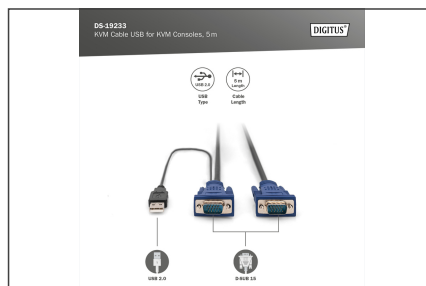 DS-19233
KVM Cable USB for KVM Consoles, 5 m
DIGITUS®
USB 2.0
5 m
Length
USB
Type
Cable
Length
USB 2.0
D-SUB 15